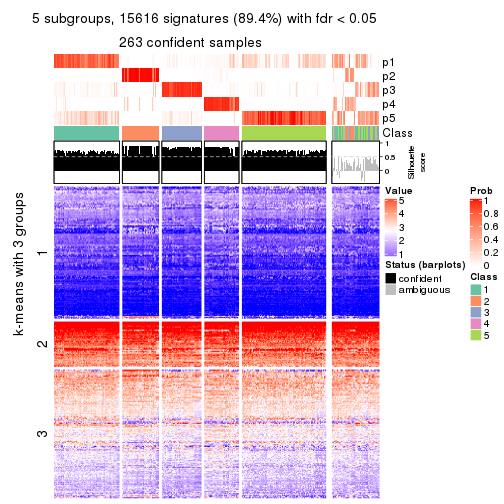 5 subgroups, 15616 signatures (89.4%) with fdr < 0.05
263 confident samples
p1
p2
p3
p4
p5
Class
1
0.5
0
Silhouette
score
k-means with 3 groups
1
2
3
Value
5
4
3
2
1
Status (barplots)
confident
ambiguous
Prob
1
0.8
0.6
0.4
0.2
0
Class
1
2
3
4
5